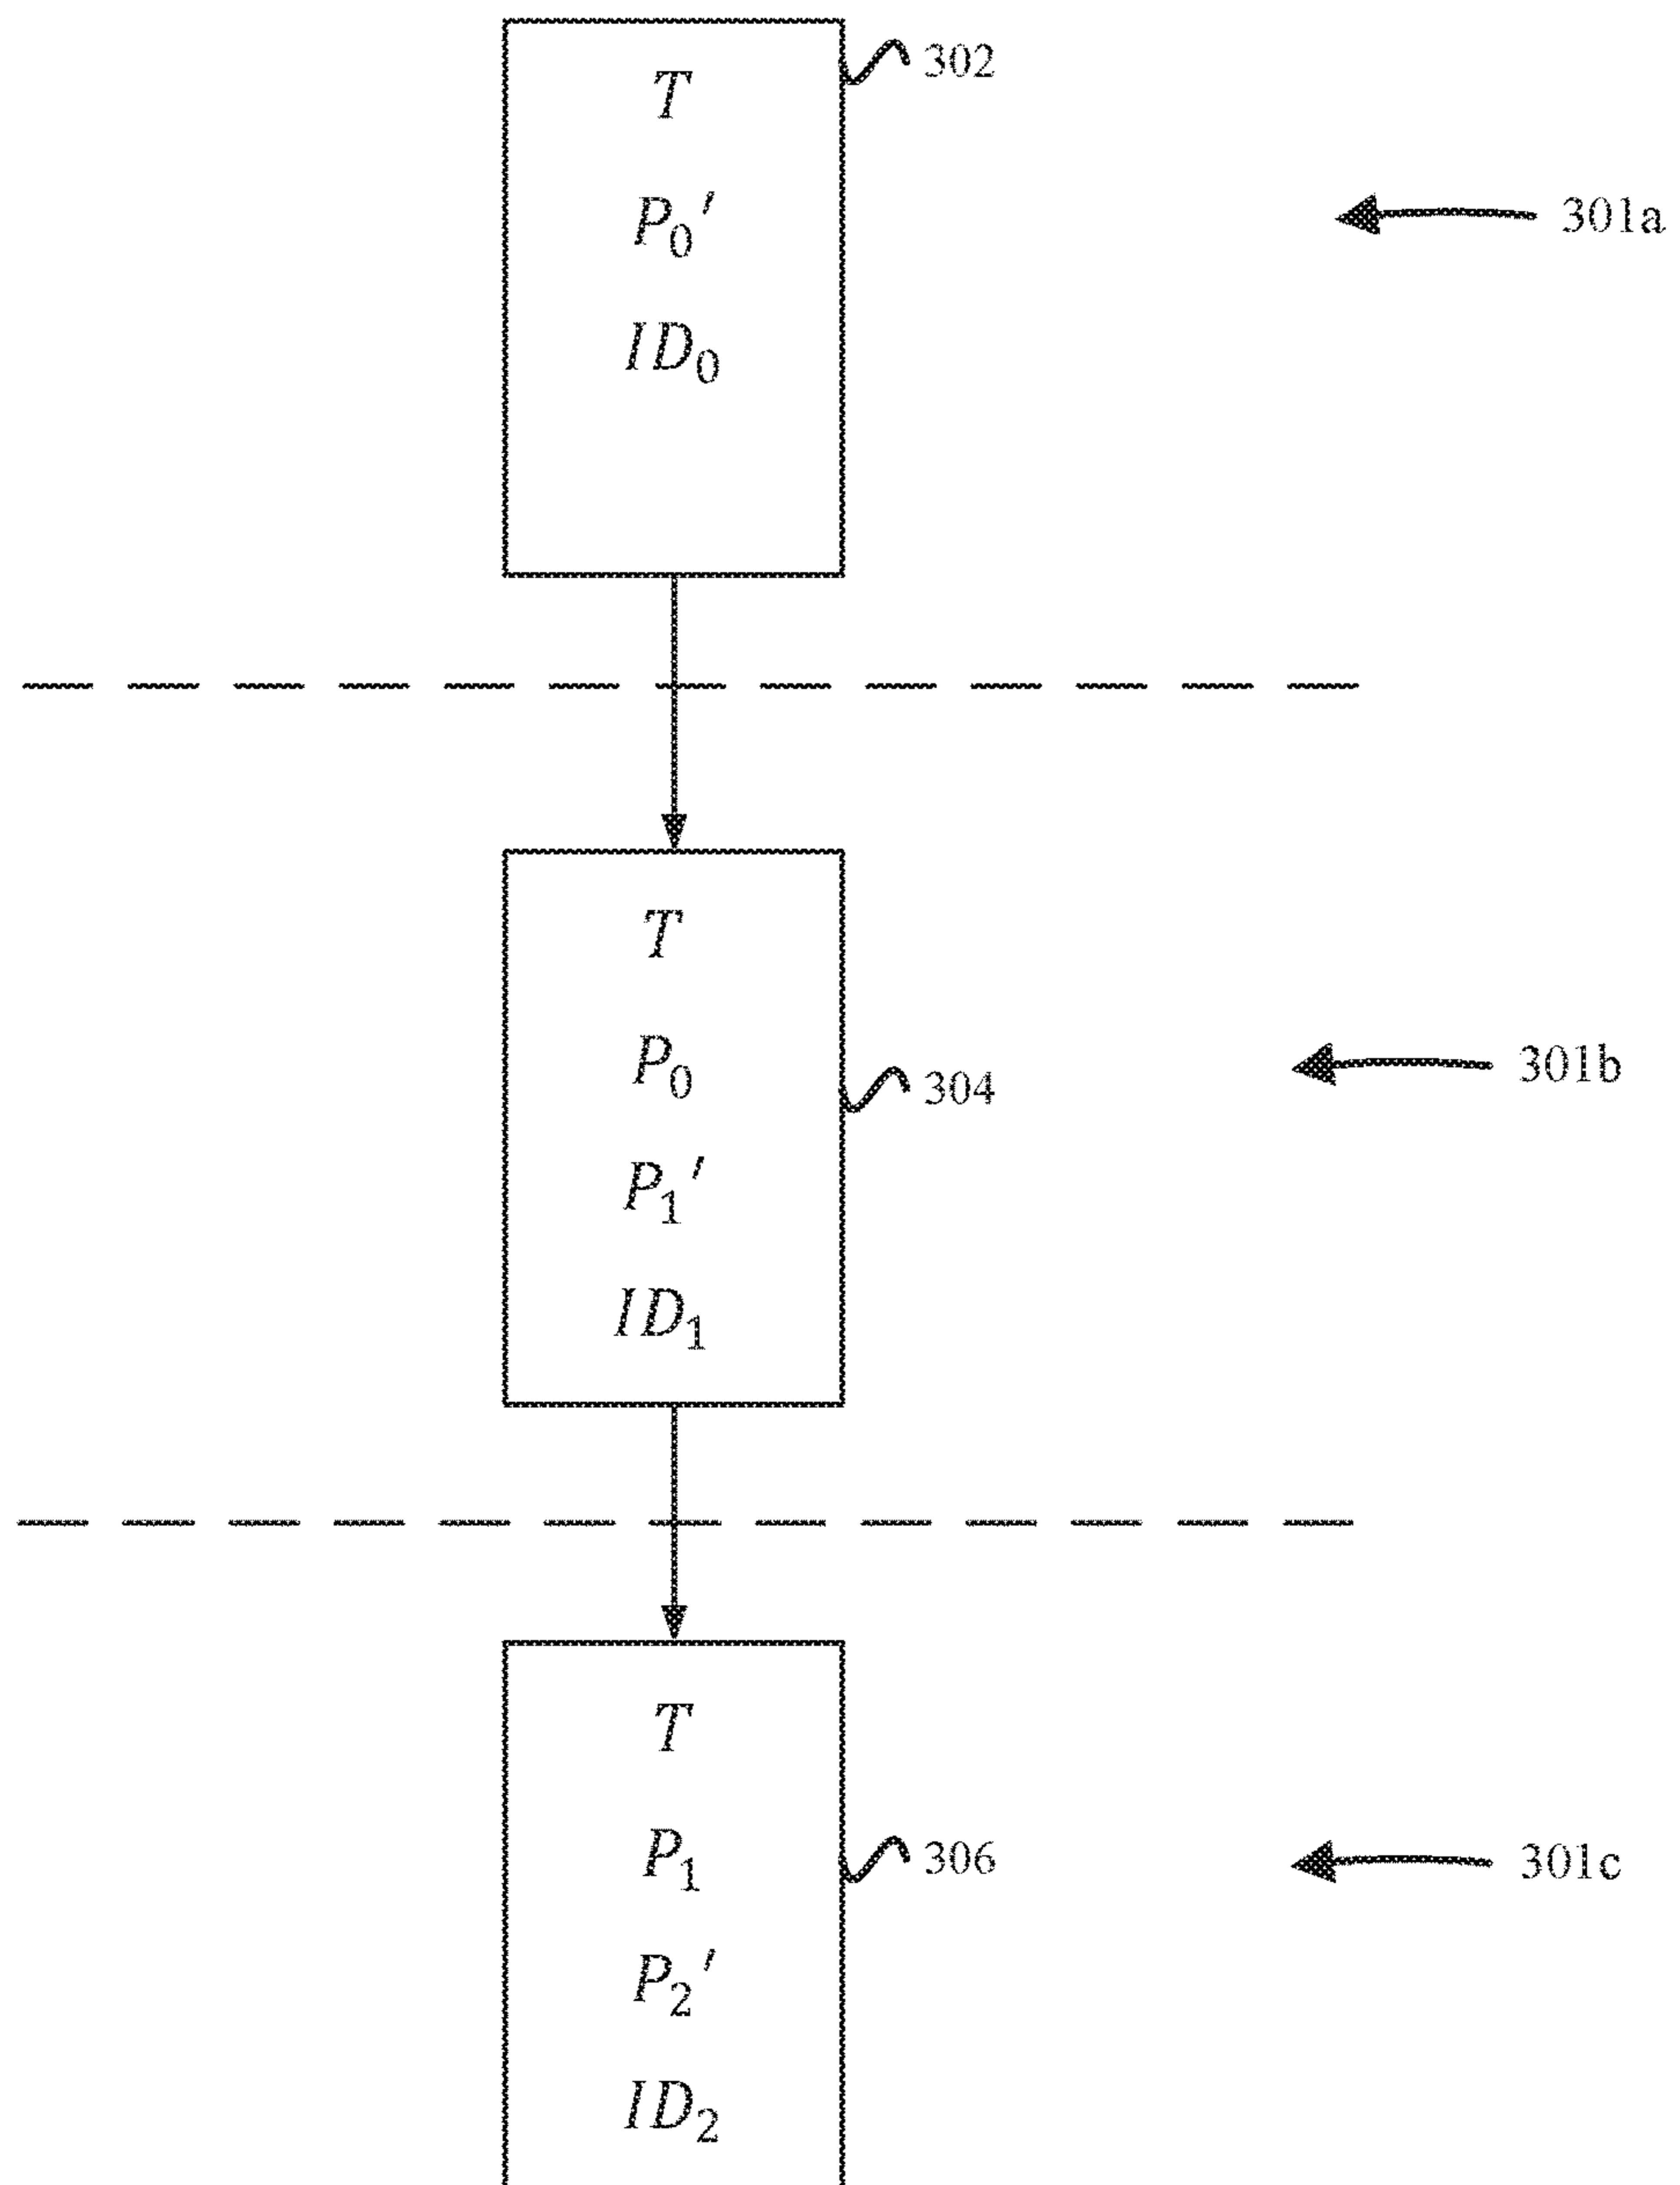 T
302
P₀′
301a
ID₀
T
P₀
304
301b
P₁′
ID₁
T
P₁
306
301c
P₂′
ID₂